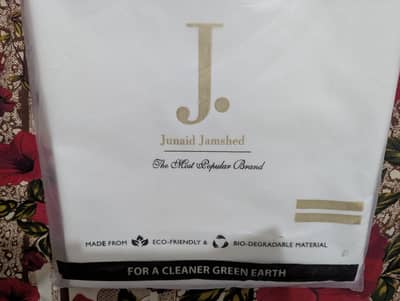 J.
Junaid Jamshed
The Most Popular Brand
MADE FROM ECO-FRIENDLY & BIO-DEGRADABLE MATERIAL
FOR A CLEANER GREEN EARTH